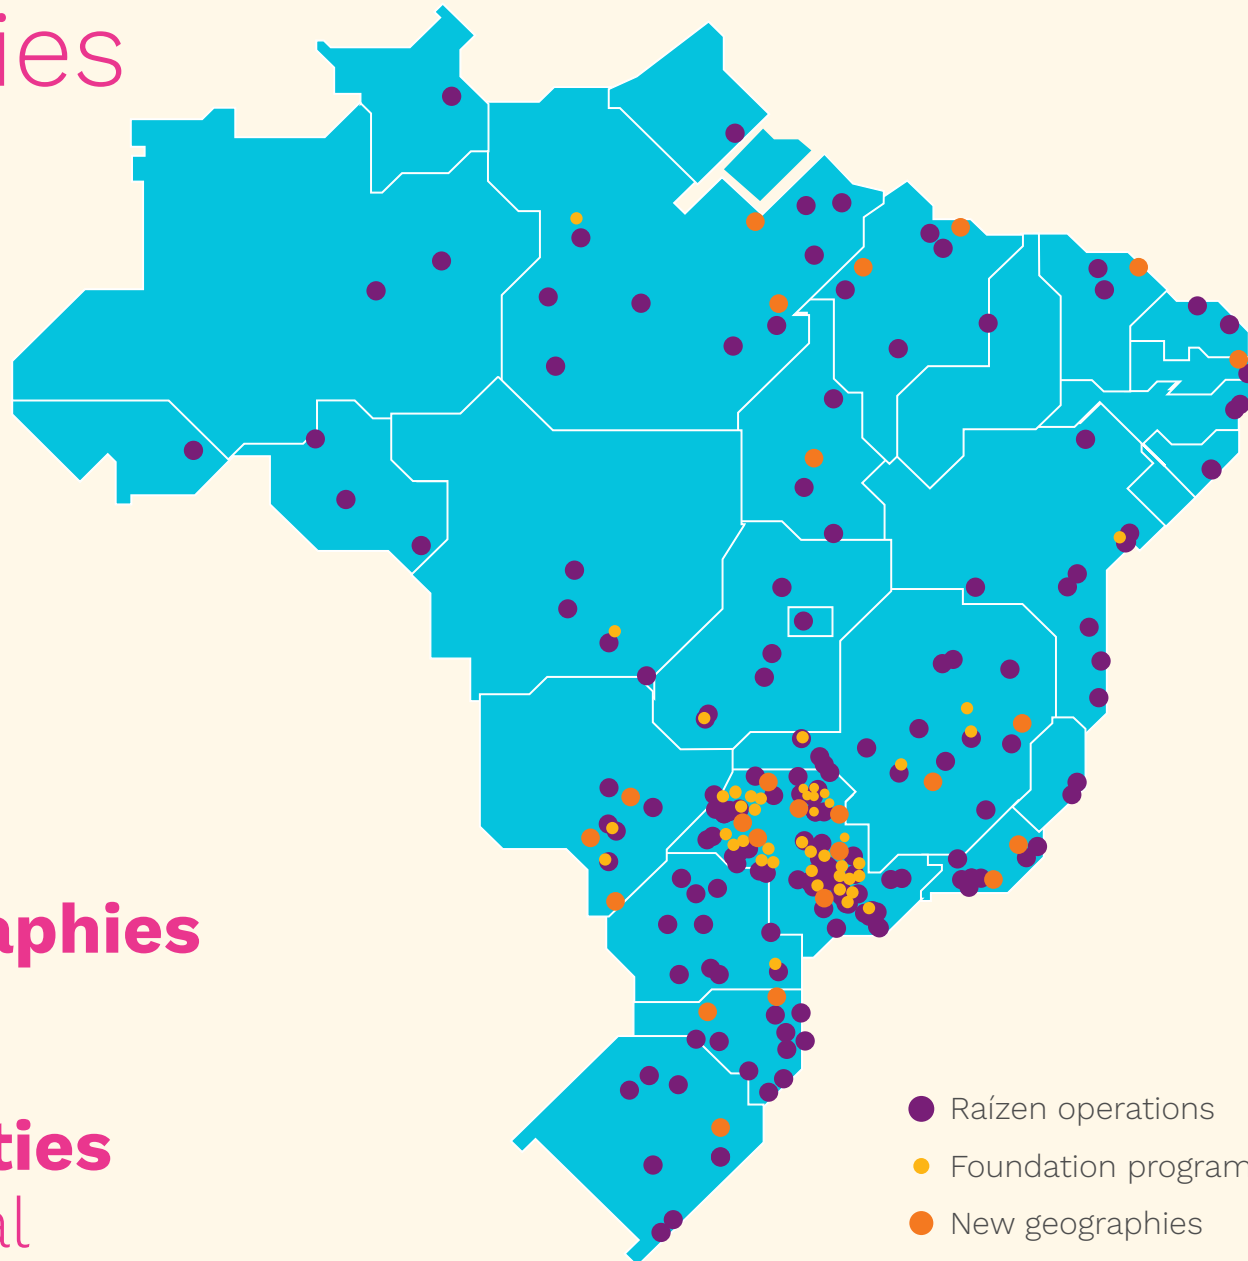 ies
aphies
ties
al
Raízen operations
Foundation program
New geographies